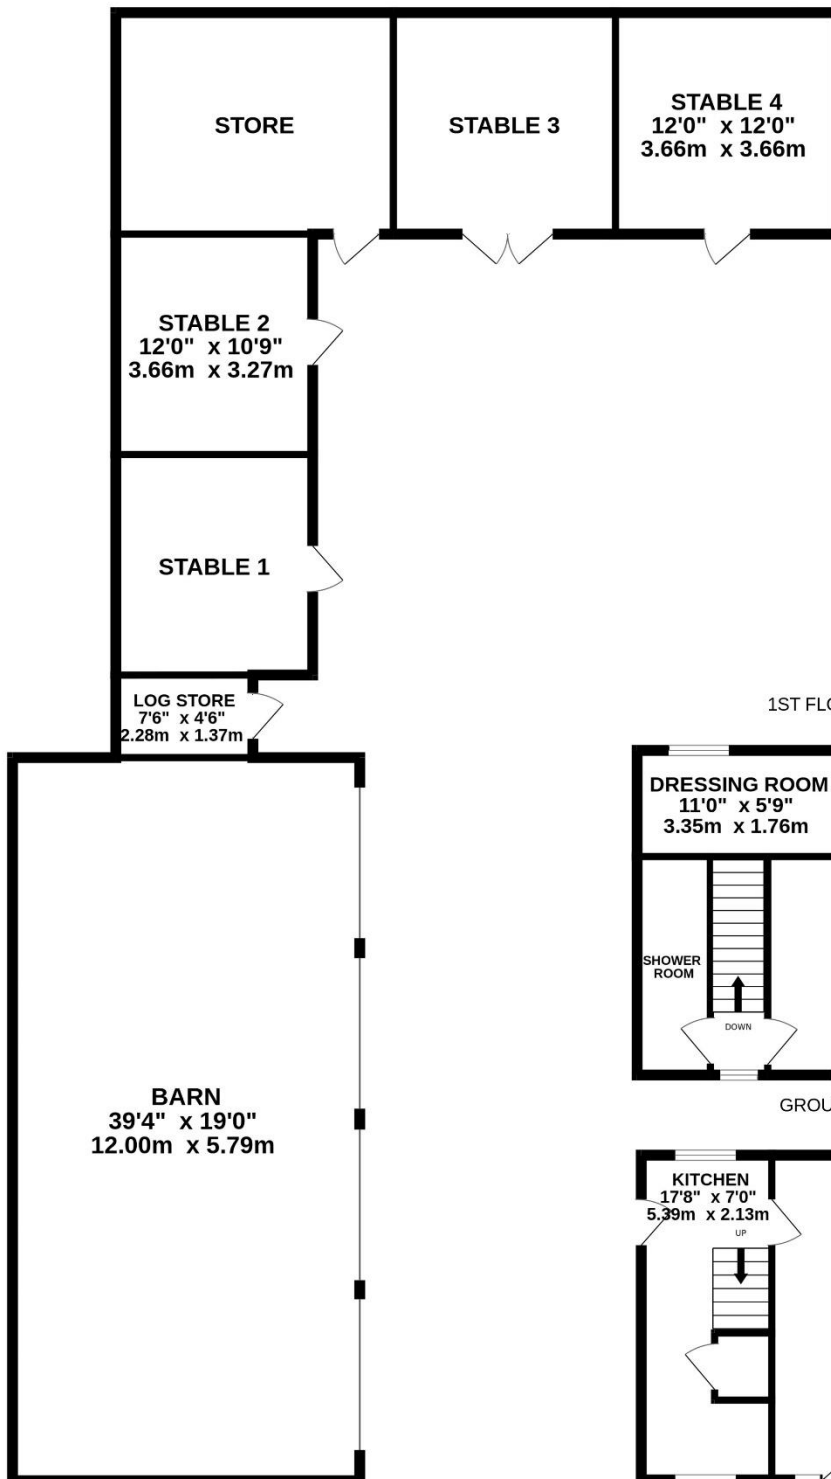 STORE
STABLE 3
STABLE 4
12'0" x 12'0"
3.66m x 3.66m
STABLE 2
12'0" x 10'9"
3.66m x 3.27m
STABLE 1
LOG STORE
7'6" x 4'6"
2.28m x 1.37m
1ST FLO
DRESSING ROOM
11'0" x 5'9"
3.35m x 1.76m
SHOWER
ROOM
DOWN
BARN
39'4" x 19'0"
12.00m x 5.79m
GROU
KITCHEN
17'8" x 7'0"
5.39m x 2.13m
UP